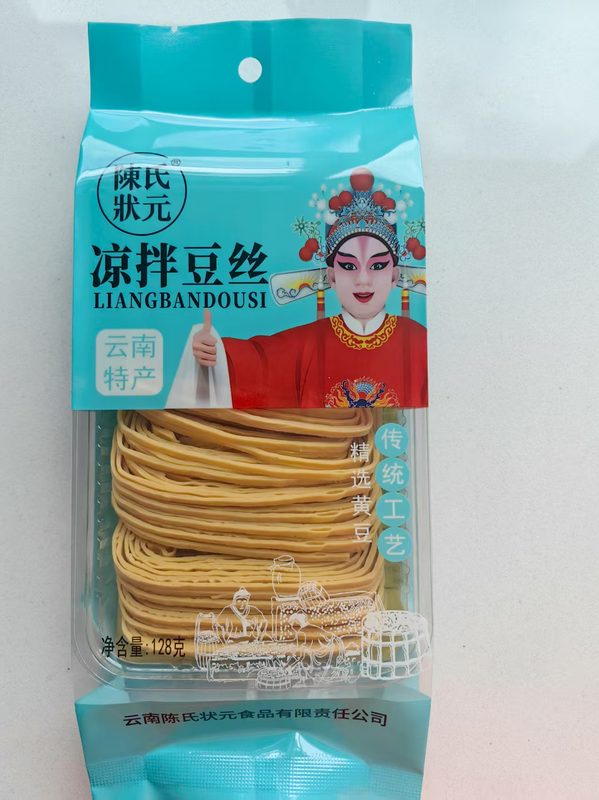 陳氏®
狀元
凉拌豆丝
LIANGBANDOUSI
云南
特产
传统工艺
精选黄豆
净含量:128克
云南陈氏状元食品有限责任公司